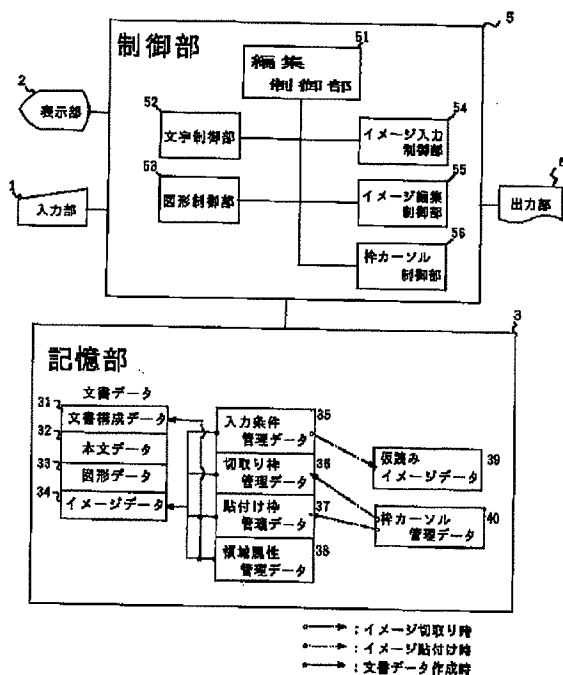 5
制御部
51
編集
制御部
2
表示部
52
文字制御部
54
イメージ入力
制御部
1
入力部
53
図形制御部
55
イメージ編集
制御部
出力部
56
枠カーソル
制御部
3
記憶部
文書データ
31
文書構成データ
32
本文データ
33
図形データ
34
イメージデータ
35
入力条件
管理データ
36
切取り枠
管理データ
37
貼付け枠
管理データ
38
領域属性
管理データ
39
仮読み
イメージデータ
40
枠カーソル
管理データ
：イメージ切取り時
：イメージ貼付け時
：文書データ作成時